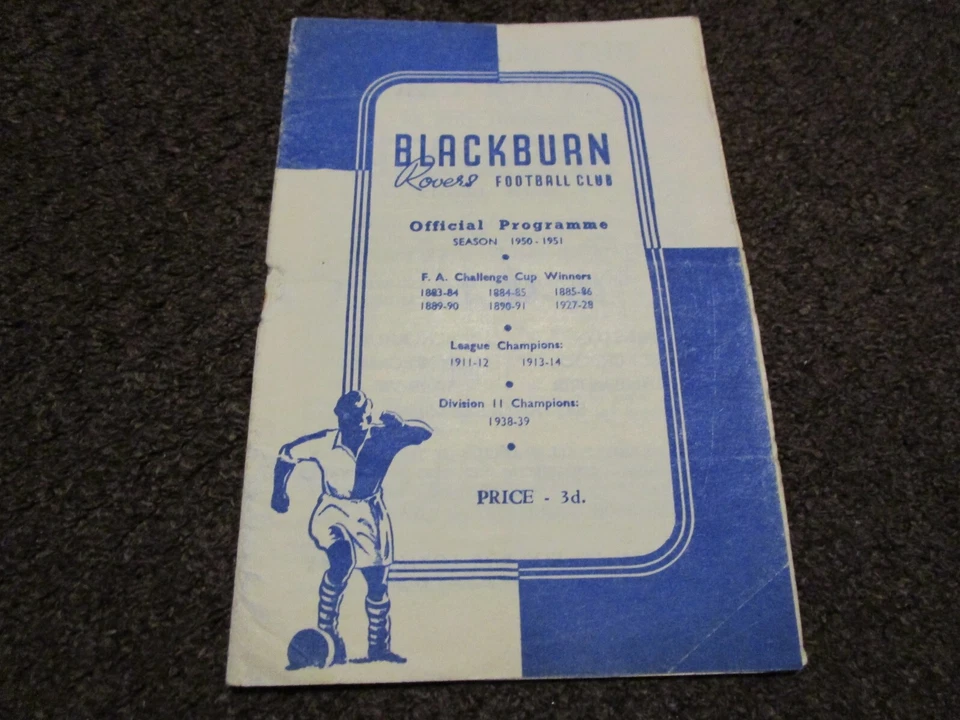 BLACKBURN
Rovers FOOTBALL CLUB
Official Programme
SEASON 1950-1951
F. A. Challenge Cup Winners
1883-84 1884-85 1885-86
1889-90 1890-91 1927-28
League Champions:
1911-12 1913-14
Division II Champions:
1938-39
PRICE - 3d.